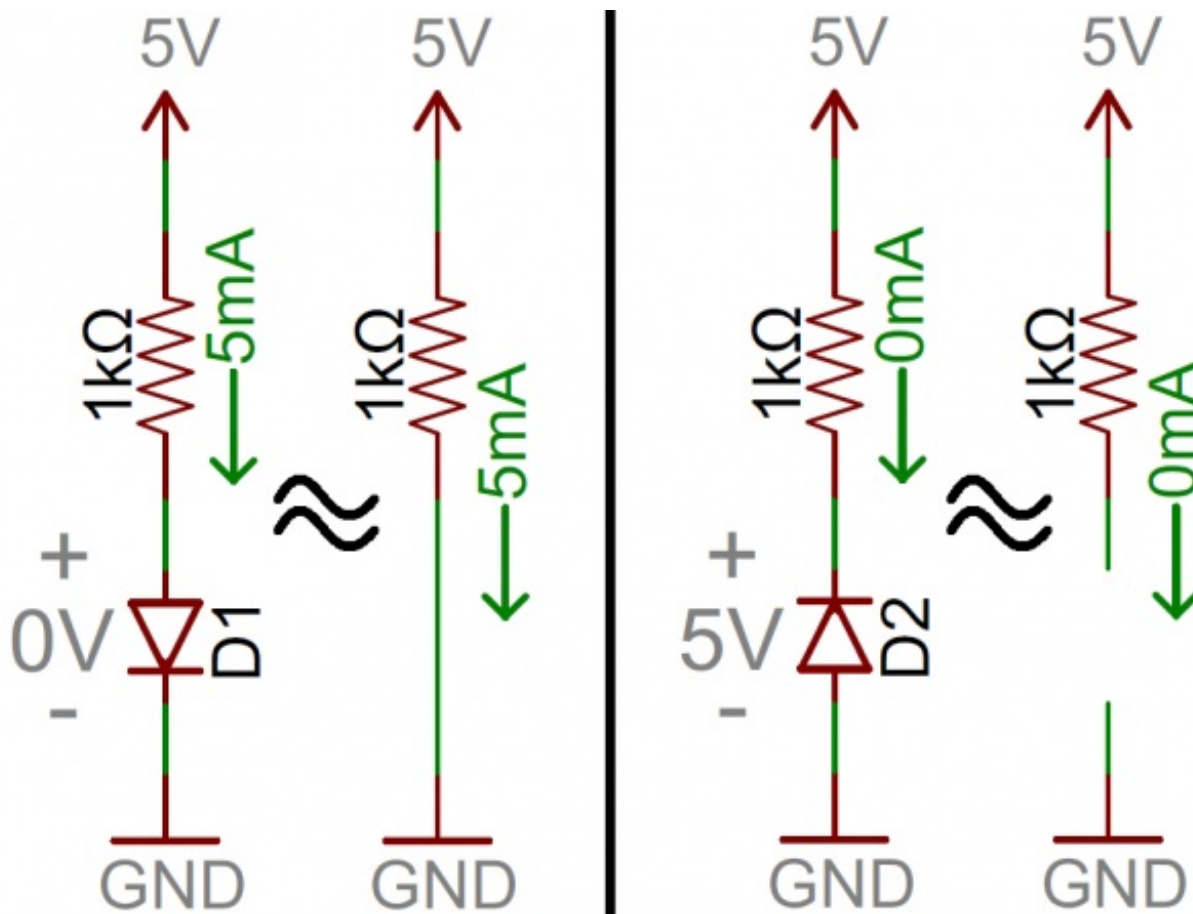 5V
5V
5V
5V
1kΩ
5mA
1kΩ
5mA
1kΩ
0mA
1kΩ
0mA
≈
≈
+
0V
-
D1
+
5V
-
D2
GND
GND
GND
GND